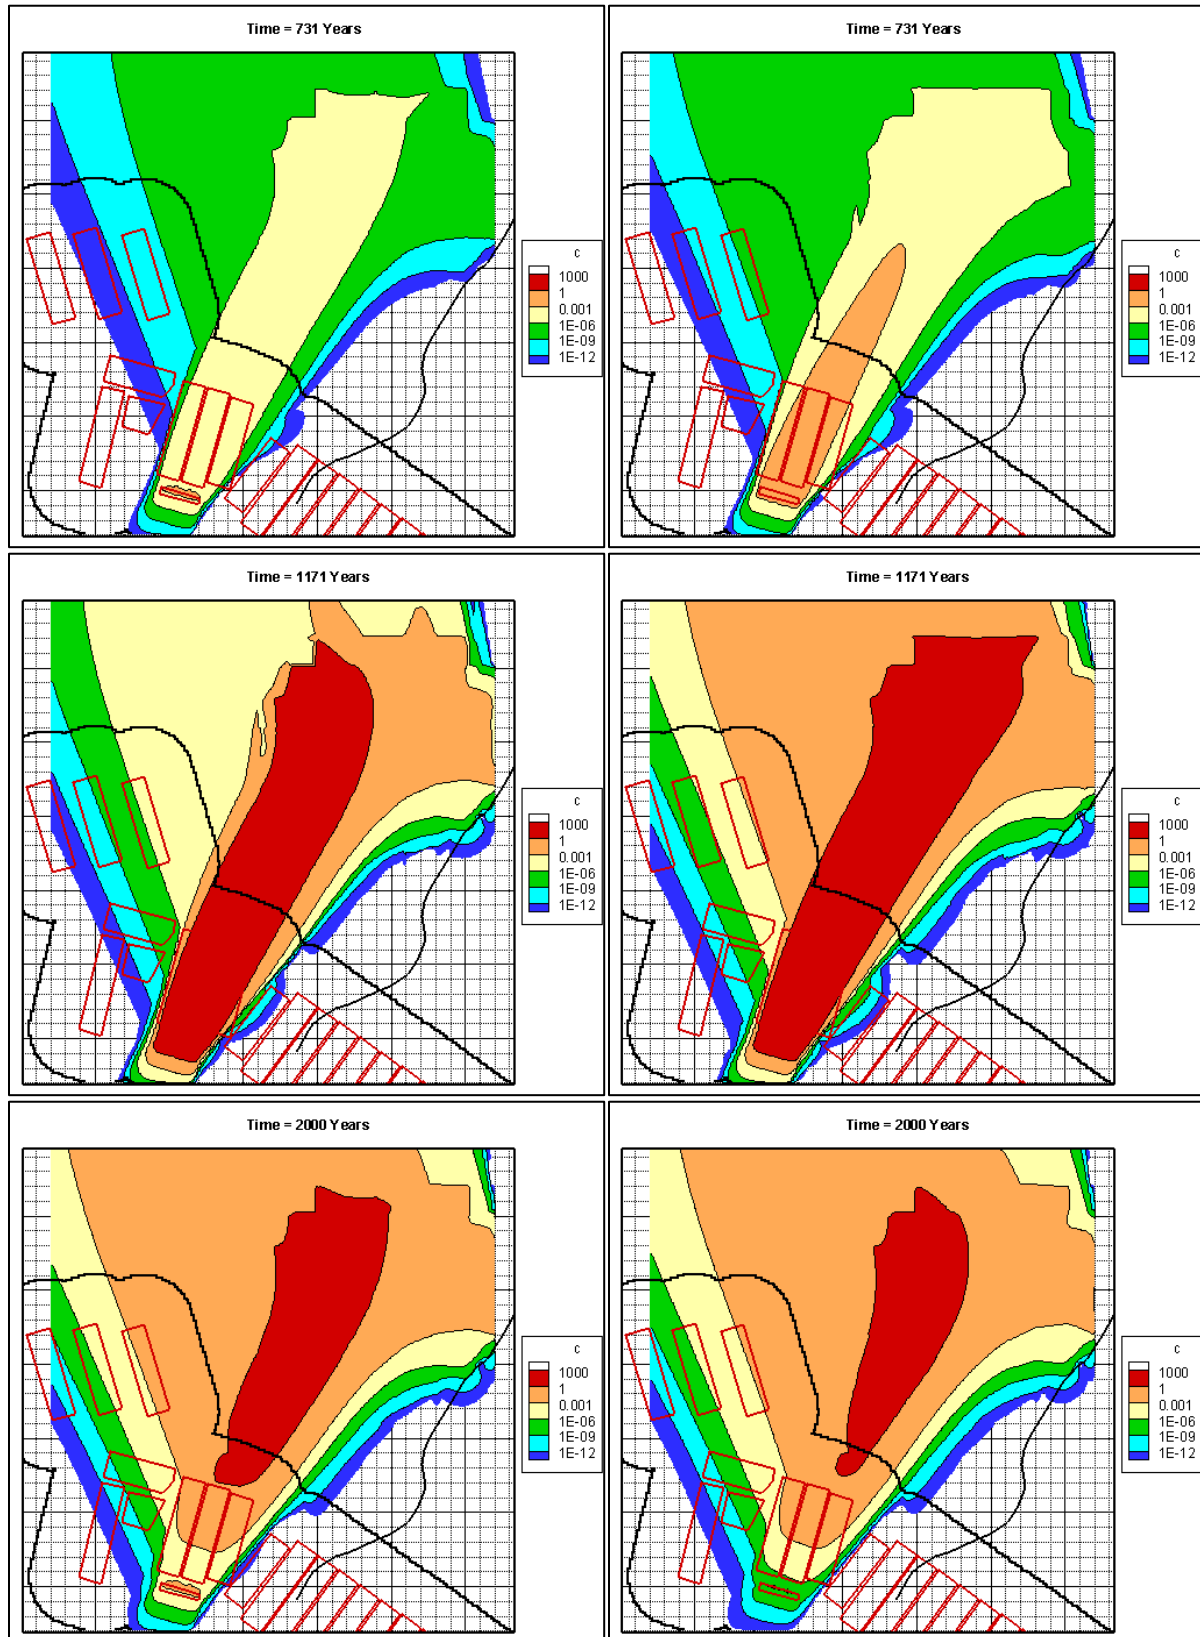 Time = 731 Years
c
1000
1
0.001
1E-06
1E-09
1E-12
Time = 731 Years
c
1000
1
0.001
1E-06
1E-09
1E-12
Time = 1171 Years
c
1000
1
0.001
1E-06
1E-09
1E-12
Time = 1171 Years
c
1000
1
0.001
1E-06
1E-09
1E-12
Time = 2000 Years
c
1000
1
0.001
1E-06
1E-09
1E-12
Time = 2000 Years
c
1000
1
0.001
1E-06
1E-09
1E-12